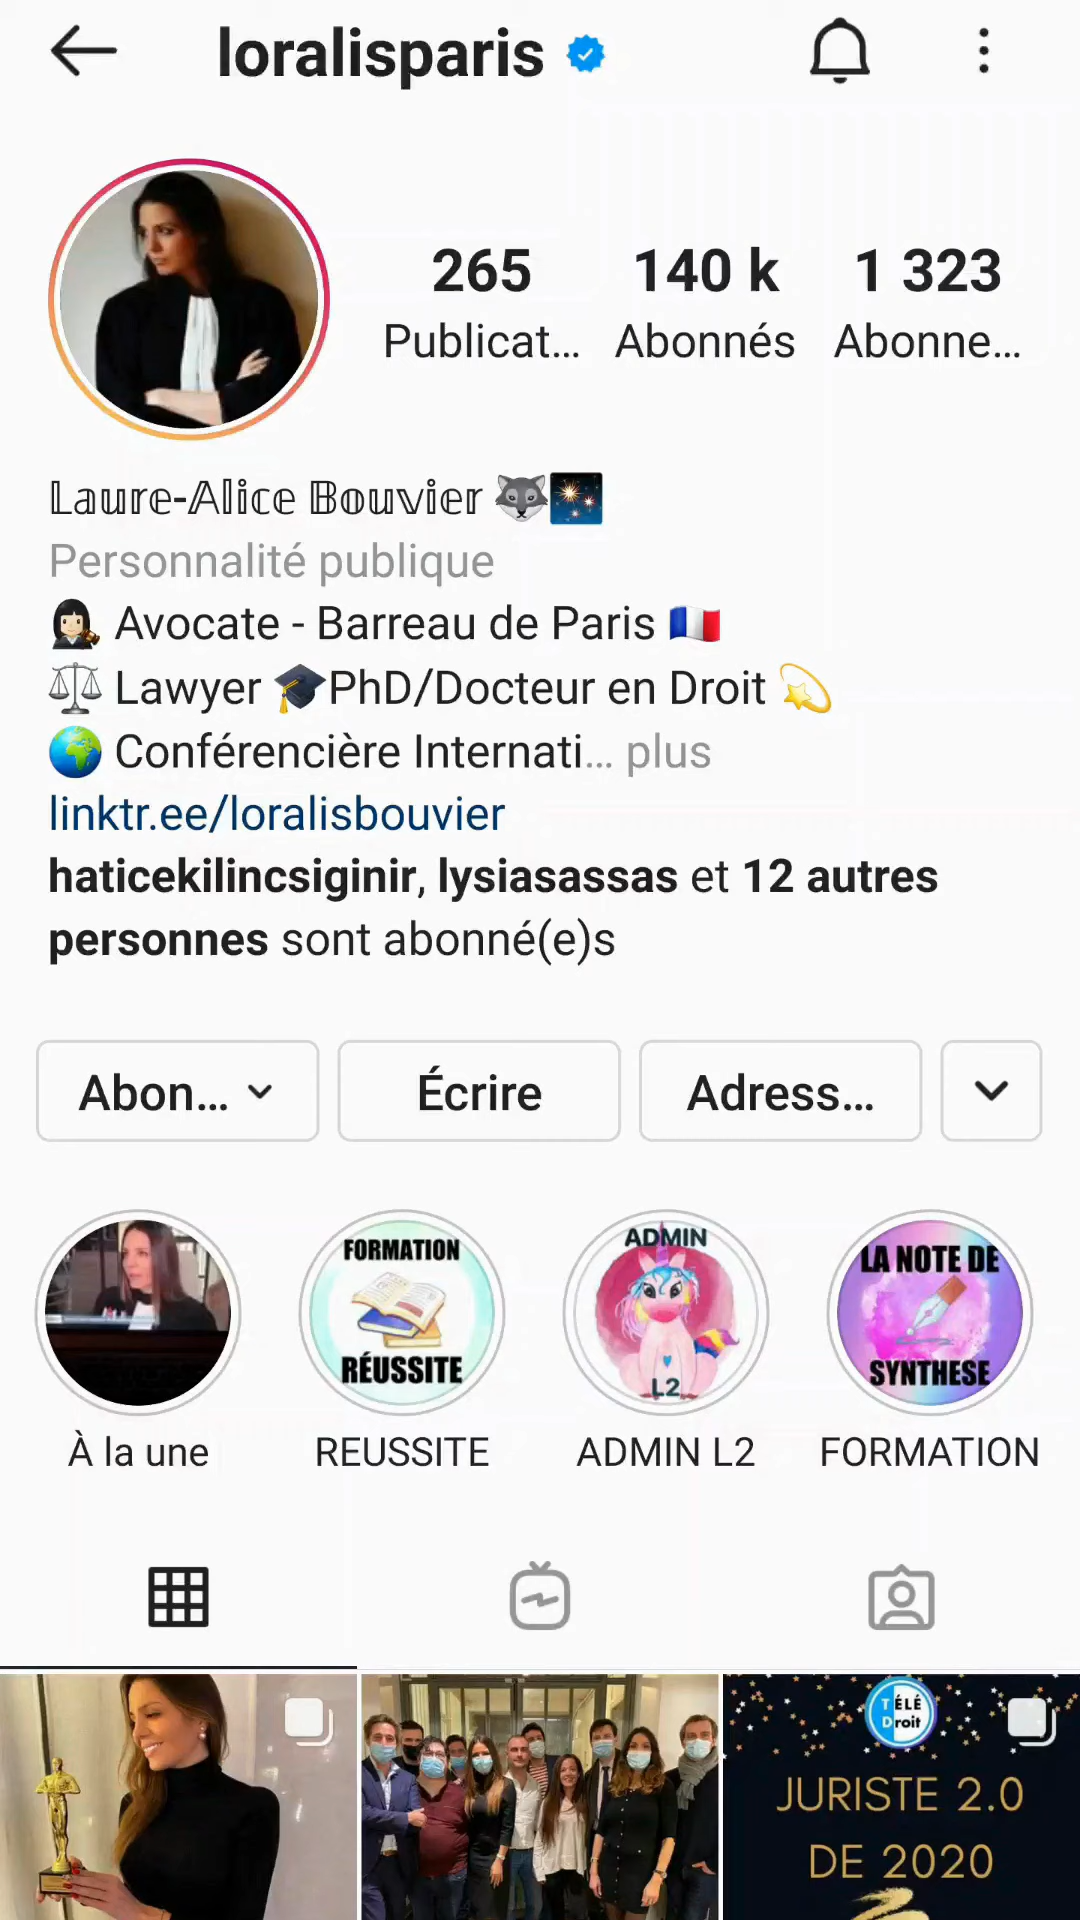 loralisparis
265 140 k 1 323
Publicat... Abonnés Abonne...
Laure-Alice Bouvier 🐺🎇
Personnalité publique
👩🏻‍⚖️ Avocate - Barreau de Paris 🇫🇷
⚖️ Lawyer 🎓PhD/Docteur en Droit 💫
🌍 Conférencière Internati... plus
linktr.ee/loralisbouvier
haticekilincsiginir, lysiasassas et 12 autres
personnes sont abonné(e)s
Abon... Écrire Adress...
FORMATION
RÉUSSITE
ADMIN
L2
LA NOTE DE
SYNTHESE
À la une REUSSITE ADMIN L2 FORMATION
TÉLÉ
Droit
JURISTE 2.0
DE 2020